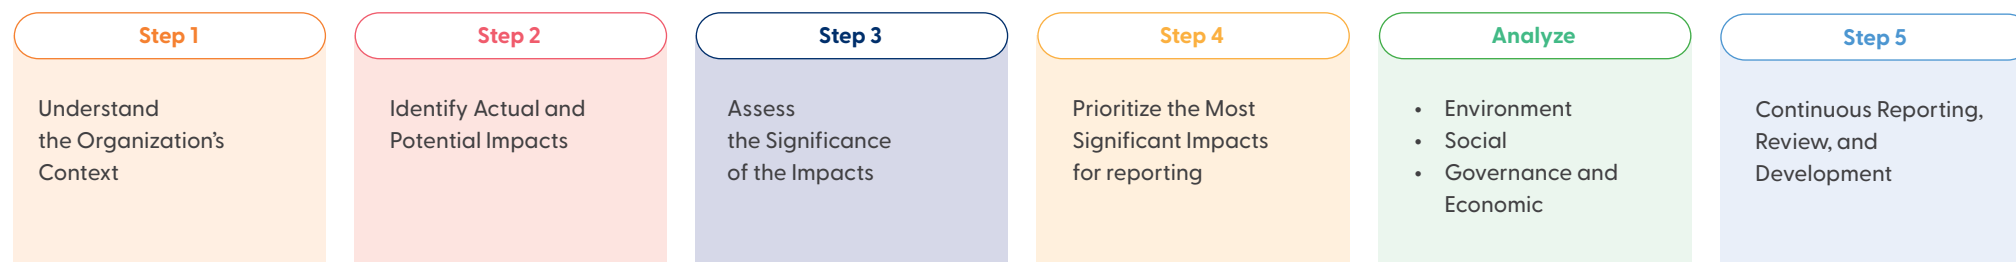 Step 1
Understand
the Organization's
Context
Step 2
Identify Actual and
Potential Impacts
Step 3
Assess
the Significance
of the Impacts
Step 4
Prioritize the Most
Significant Impacts
for reporting
Analyze
• Environment
• Social
• Governance and
Economic
Step 5
Continuous Reporting,
Review, and
Development